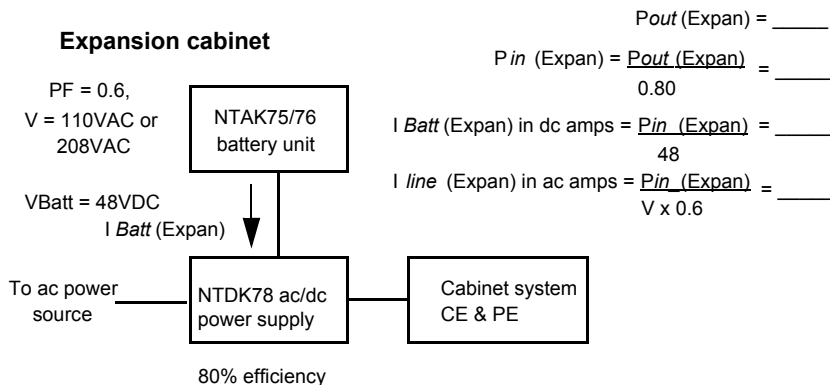 Expansion cabinet
PF = 0.6,
V = 110VAC or
208VAC
NTAK75/76
battery unit
VBatt = 48VDC
I Batt (Expan)
To ac power
source
NTDK78 ac/dc
power supply
80% efficiency
Cabinet system
CE & PE
Pout (Expan) = _____
P in (Expan) = Pout (Expan) = _____
0.80
I Batt (Expan) in dc amps = Pin_(Expan) = _____
48
I line (Expan) in ac amps = Pin_(Expan) = _____
V x 0.6